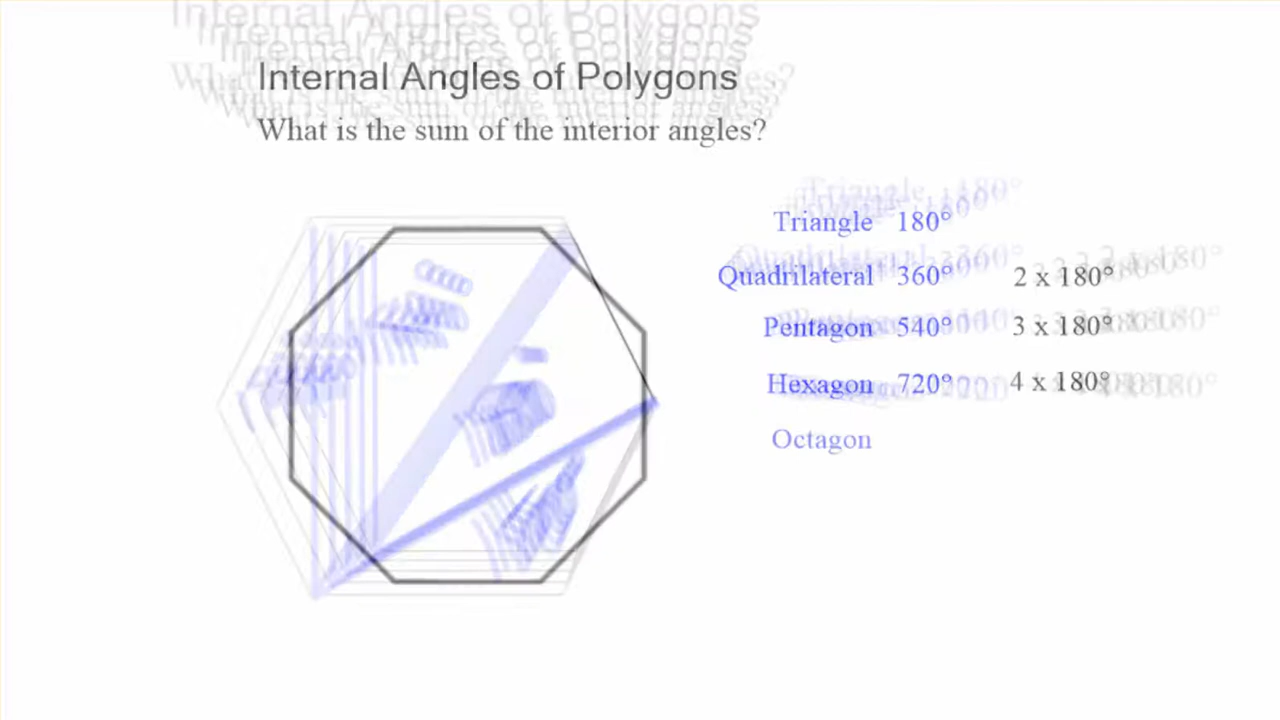 Internal Angles of Polygons
What is the sum of the interior angles?
Triangle 180°
Quadrilateral 360° 2 x 180°
Pentagon 540° 3 x 180°
Hexagon 720° 4 x 180°
Octagon